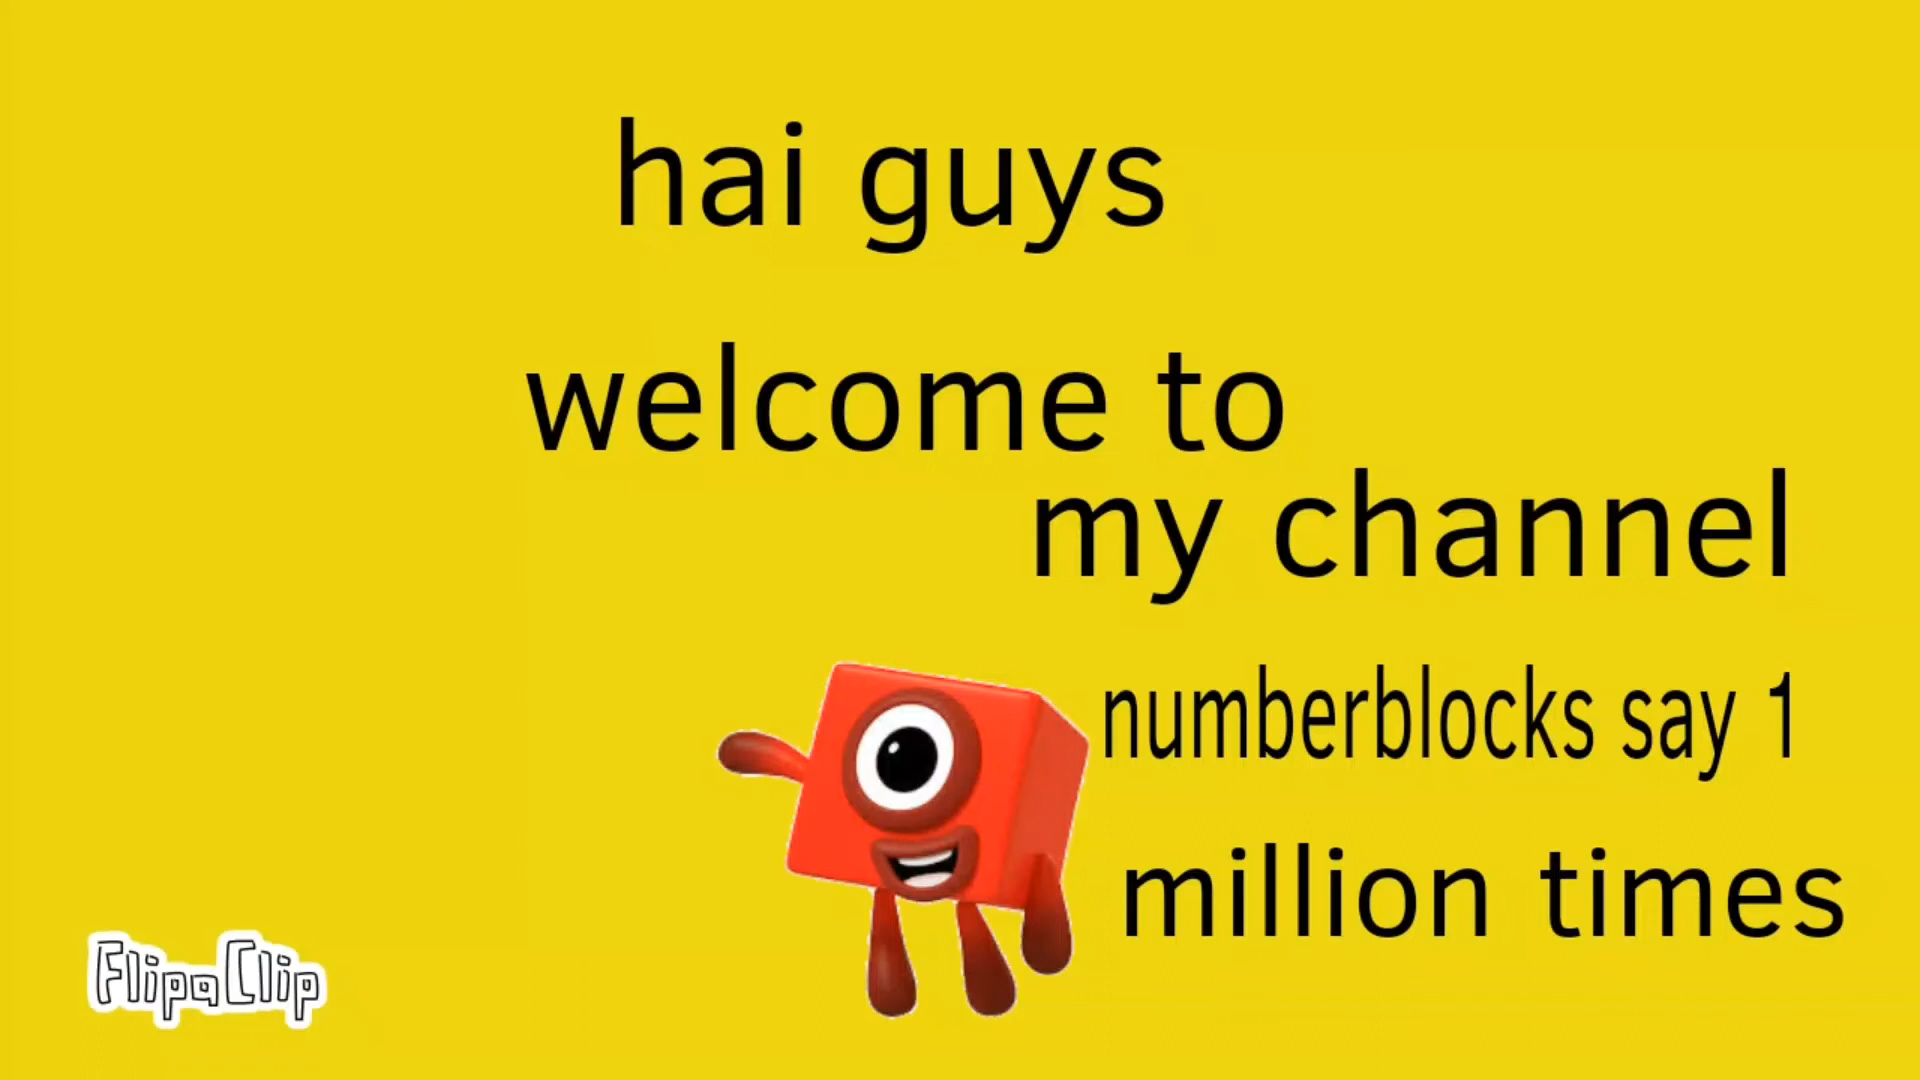 hai guys
welcome to
my channel
numberblocks say 1
million times
FlipaClip